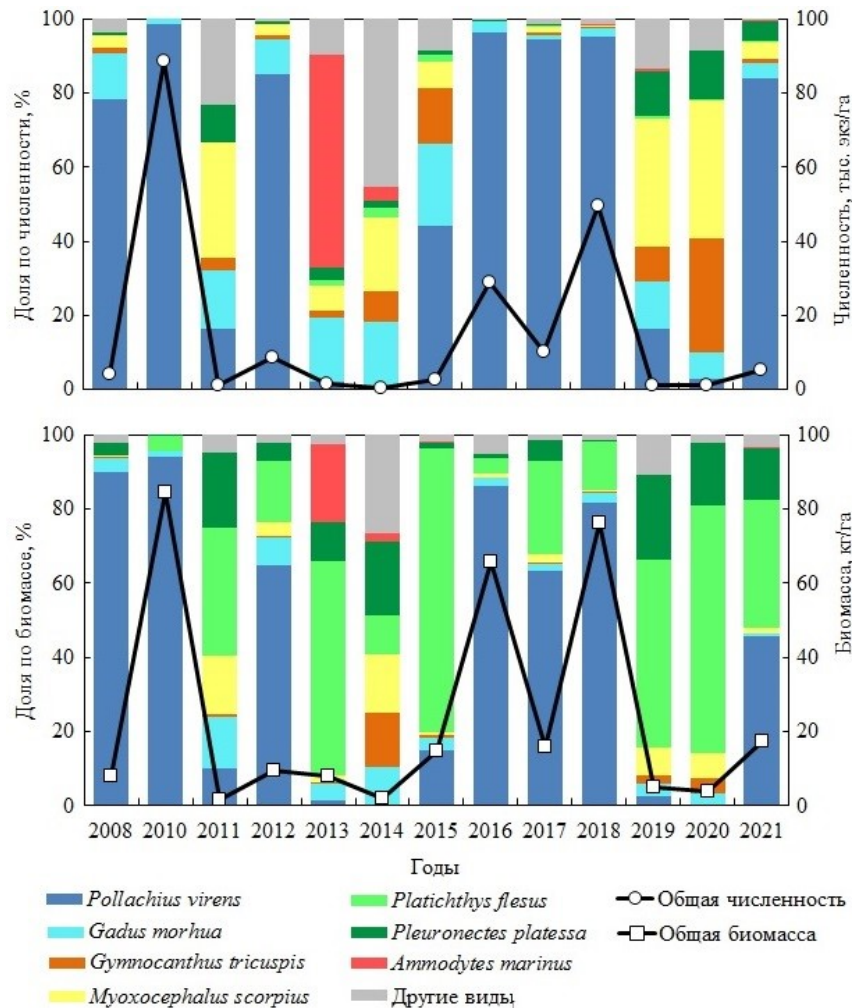 Доля по численности, %
100
80
60
40
20
0
100
80
60
40
20
0
Численность, тыс. экз/га
Доля по биомассе, %
100
80
60
40
20
0
100
80
60
40
20
0
Биомасса, кг/га
2008 2010 2011 2012 2013 2014 2015 2016 2017 2018 2019 2020 2021
Годы
Pollachius virens
Gadus morhua
Gymnocanthus tricuspis
Myoxocephalus scorpius
Platichthys flesus
Pleuronectes platessa
Ammodytes marinus
Другие виды
Общая численность
Общая биомасса